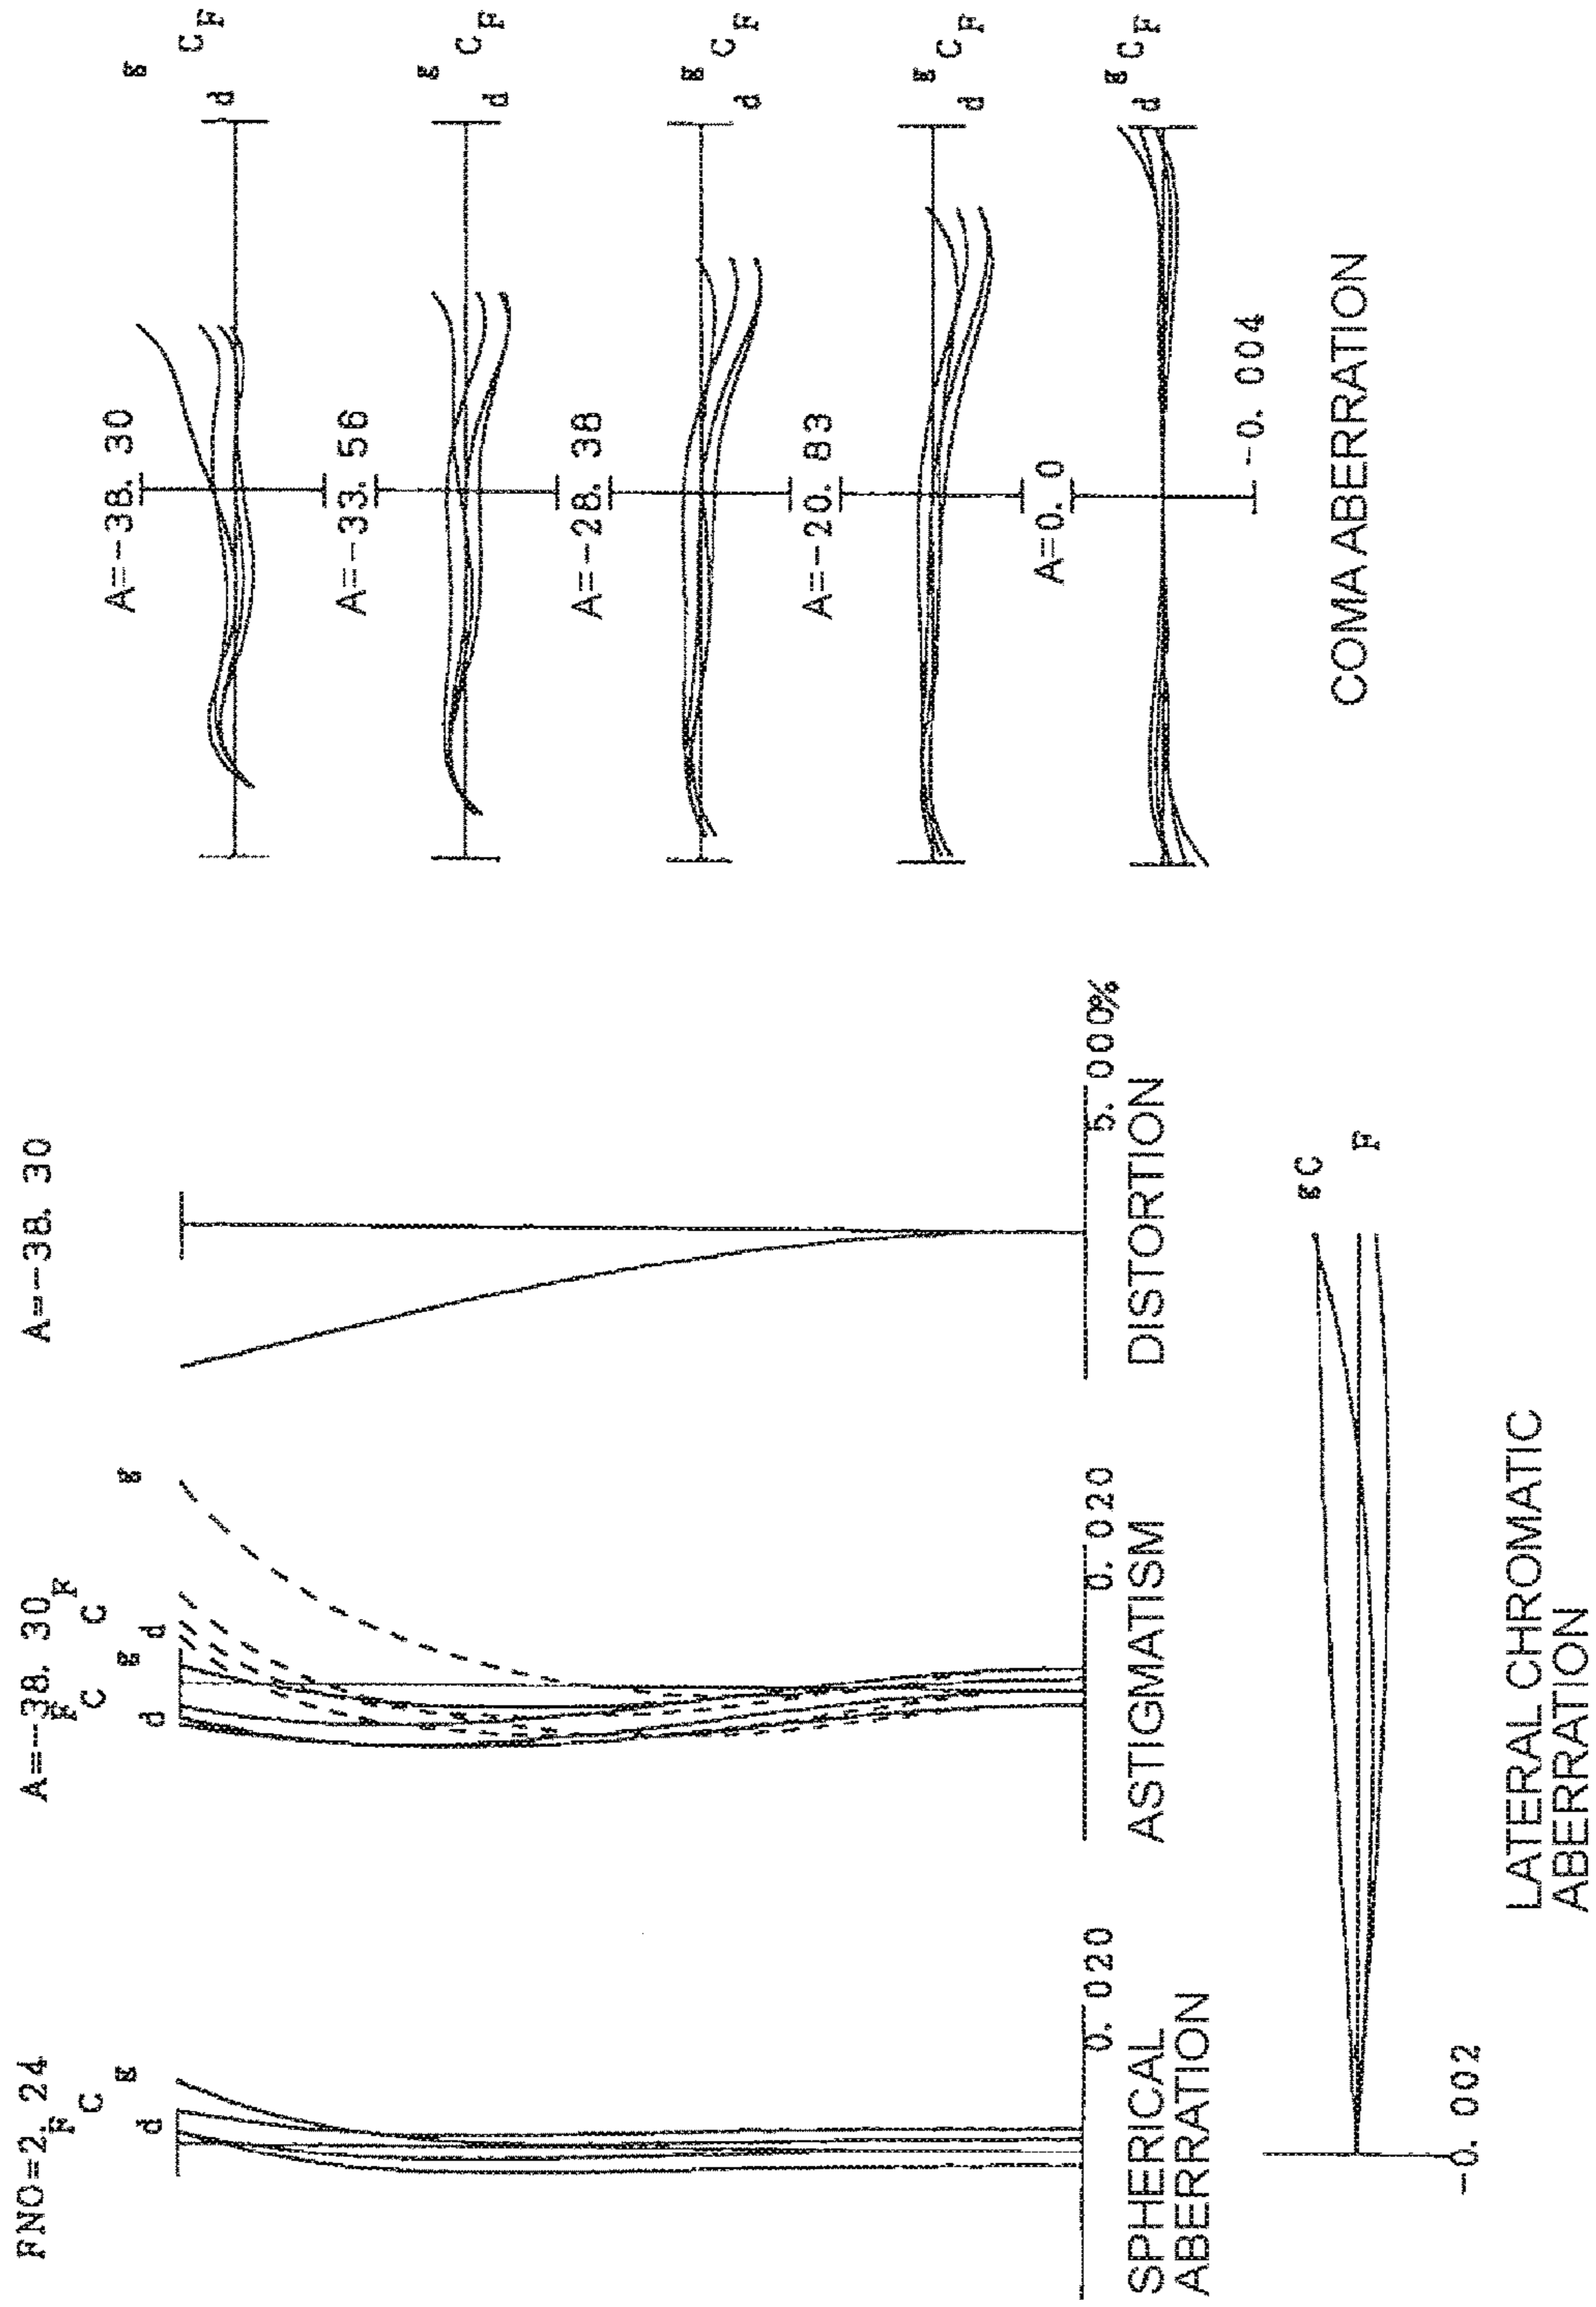 FNO=2. 24
F
C
g
d
0. 020
SPHERICAL
ABERRATION
A=-38. 30
F
C
g
d
F
C
d
g
0. 020
ASTIGMATISM
A=-38. 30
5. 000%
DISTORTION
g
C
F
-0. 002
LATERAL CHROMATIC
ABERRATION
A=-38. 30
g
d
C
F
A=-33. 56
g
d
C
F
A=-28. 38
g
d
C
F
A=-20. 83
g
d
C
F
A=0. 0
g
d
C
F
-0. 004
COMA ABERRATION